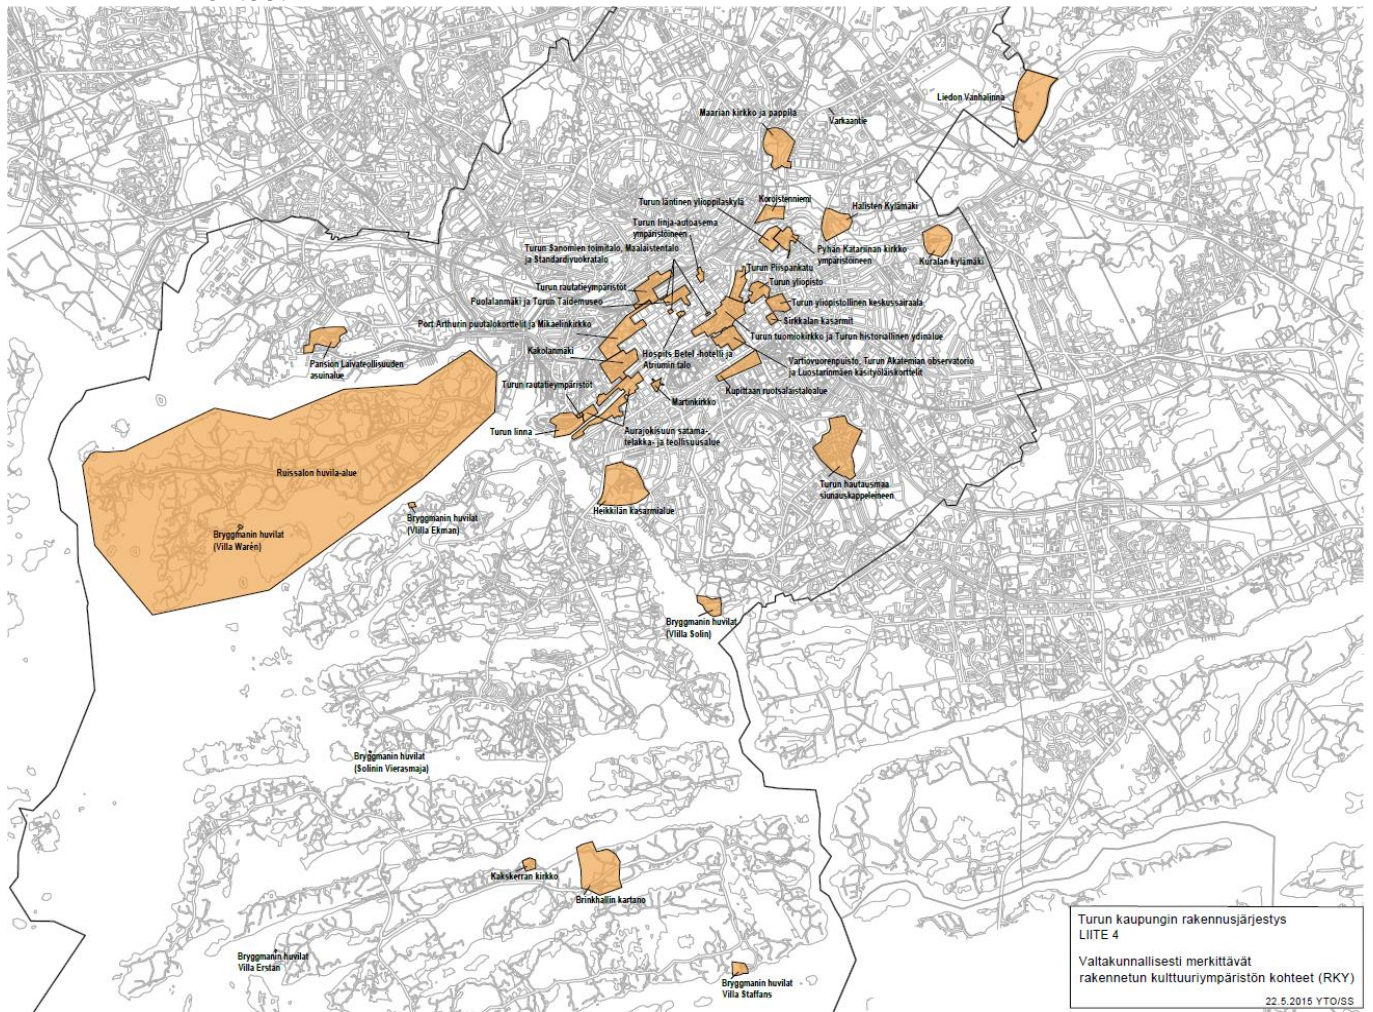 Liedon Vanhalinna
Maarian kirkko ja pappila
Varkaantie
Koroistenniemi
Turun läntinen ylioppilaskylä
Halisten Kylämäki
Turun linja-autoasema
ympäristöineen
Pyhän Katariinan kirkko
ympäristöineen
Kuralan kylämäki
Turun Sanomien toimitalo, Maalaistentalo
ja Standardivuokratalo
Turun Piispankatu
Turun yliopisto
Turun rautatieympäristöt
Puolalanmäki ja Turun Taidemuseo
Turun yliopistollinen keskussairaala
Sirkkalan kasarmit
Port Arthurin puutalokorttelit ja Mikaelinkirkko
Turun tuomiokirkko ja Turun historiallinen ydinalue
Kakolanmäki
Hospits Betel -hotelli ja
Atriumin talo
Vartiovuorenpuisto, Turun Akatemian observatorio
ja Luostarinmäen käsityöläiskorttelit
Pansion Laivateollisuuden
asuinalue
Turun rautatieympäristöt
Kupittaan ruotsalaistaloalue
Martinkirkko
Turun linna
Aurajokisuun satama-,
telakka- ja teollisuusalue
Ruissalon huvila-alue
Turun hautausmaa
siunauskappeleineen
Heikkilän kasarmialue
Bryggmanin huvilat
(Villa Ekman)
Bryggmanin huvilat
(Villa Warén)
Bryggmanin huvilat
(Villa Solin)
Bryggmanin huvilat
(Solinin Vierasmaja)
Kakskerran kirkko
Brinkhallin kartano
Bryggmanin huvilat
Villa Erstan
Bryggmanin huvilat
Villa Staffans
Turun kaupungin rakennusjärjestys
LIITE 4
Valtakunnallisesti merkittävät
rakennetun kulttuuriympäristön kohteet (RKY)
22.5.2015 YTO/SS